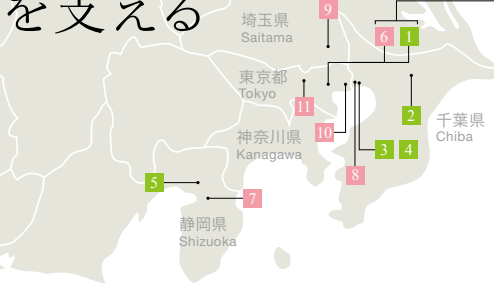 を支える
9
埼玉県
Saitama
6 1
東京都
Tokyo
11
2
千葉県
Chiba
10
神奈川県
Kanagawa
3 4
8
5
7
静岡県
Shizuoka